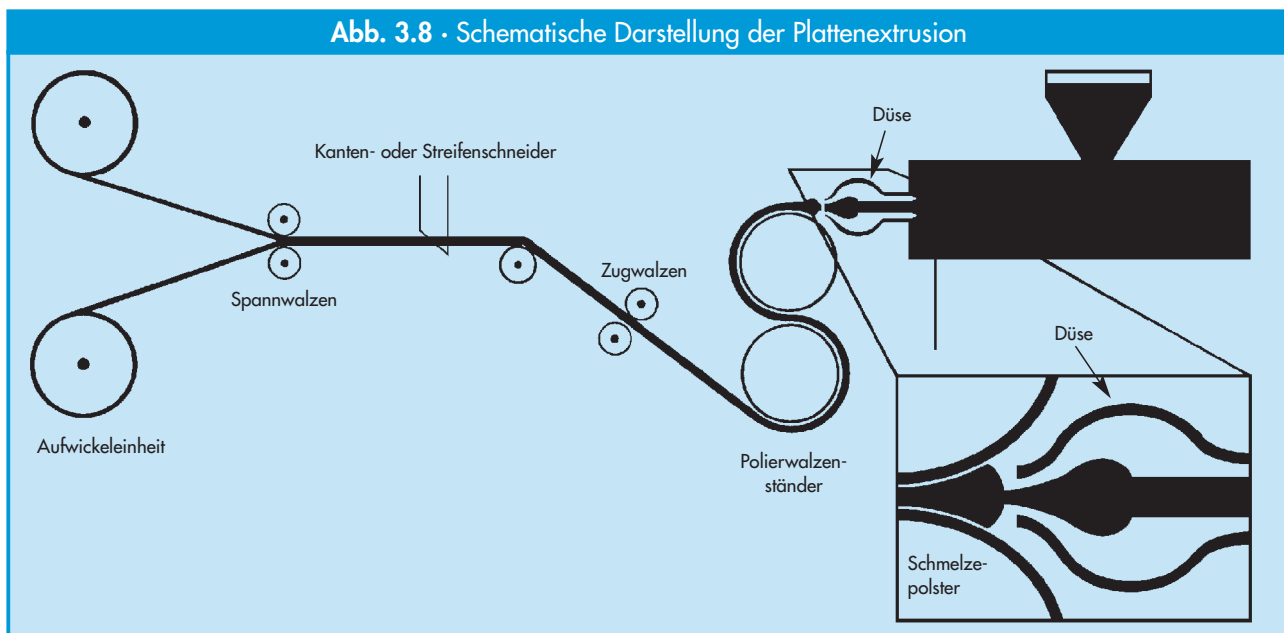 Abb. 3.8 · Schematische Darstellung der Plattenextrusion
Düse
Kanten- oder Streifenschneider
Zugwalzen
Spannwalzen
Düse
Aufwickeleinheit
Polierwalzen-
ständer
Schmelze-
polster